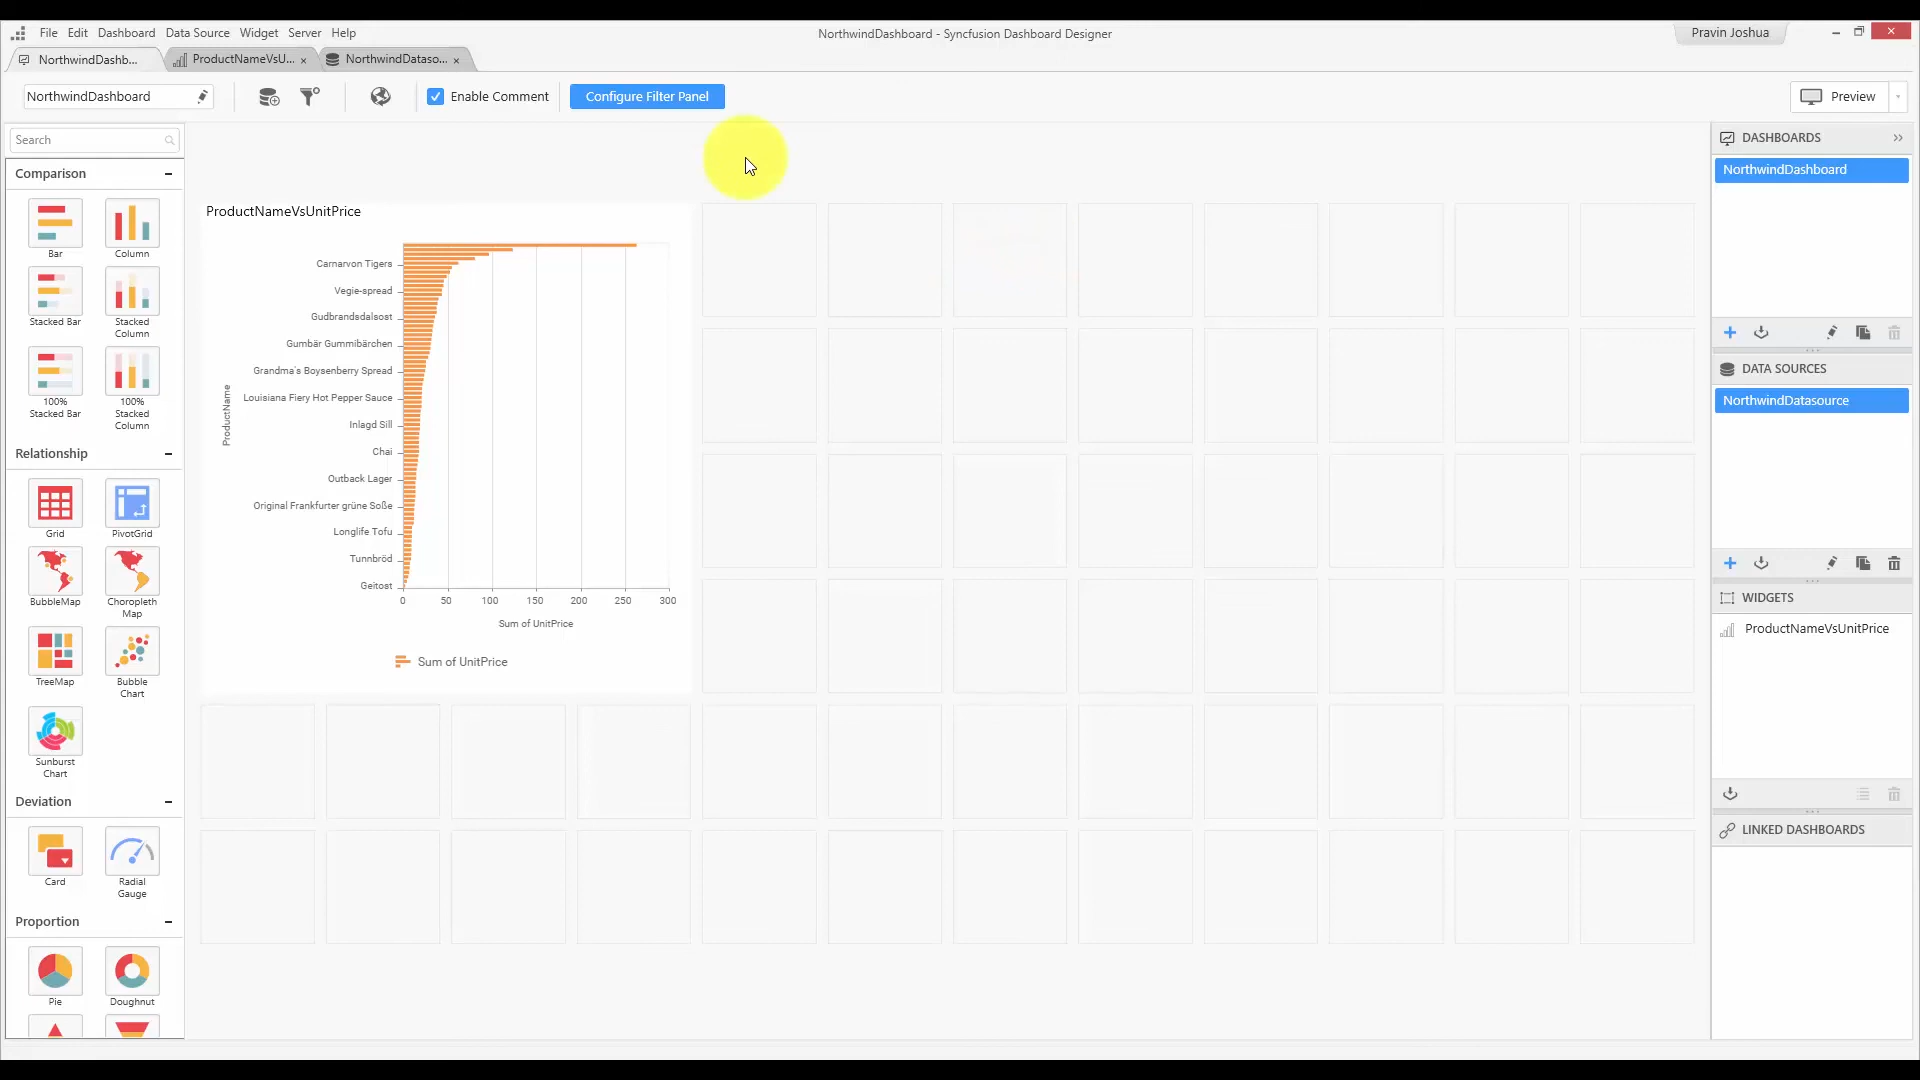 File Edit Dashboard Data Source Widget Server Help
NorthwindDashboard - Syncfusion Dashboard Designer
Pravin Joshua
NorthwindDashb...
ProductNameVsU...
NorthwindDataso...
NorthwindDashboard
Enable Comment
Configure Filter Panel
Preview
Search
Comparison
Bar
Column
Stacked Bar
Stacked
Column
100%
Stacked Bar
100%
Stacked
Column
Relationship
Grid
PivotGrid
BubbleMap
Choropleth
Map
TreeMap
Bubble
Chart
Sunburst
Chart
Deviation
Card
Radial
Gauge
Proportion
Pie
Doughnut
ProductNameVsUnitPrice
ProductName
Carnarvon Tigers
Vegie-spread
Gudbrandsdalsost
Gumbär Gummibärchen
Grandma's Boysenberry Spread
Louisiana Fiery Hot Pepper Sauce
Inlagd Sill
Chai
Outback Lager
Original Frankfurter grüne Soße
Longlife Tofu
Tunnbröd
Geitost
0 50 100 150 200 250 300
Sum of UnitPrice
Sum of UnitPrice
DASHBOARDS
NorthwindDashboard
DATA SOURCES
NorthwindDatasource
WIDGETS
ProductNameVsUnitPrice
LINKED DASHBOARDS